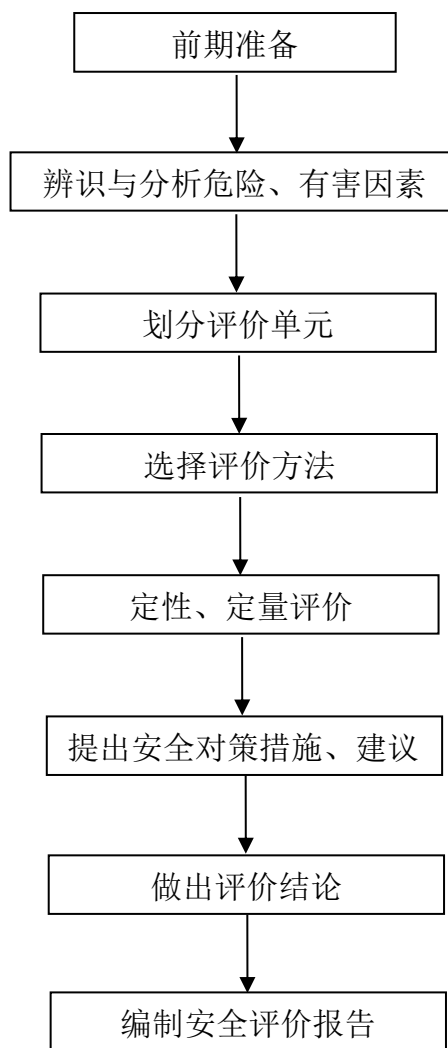 前期准备
辨识与分析危险、有害因素
划分评价单元
选择评价方法
定性、定量评价
提出安全对策措施、建议
做出评价结论
编制安全评价报告